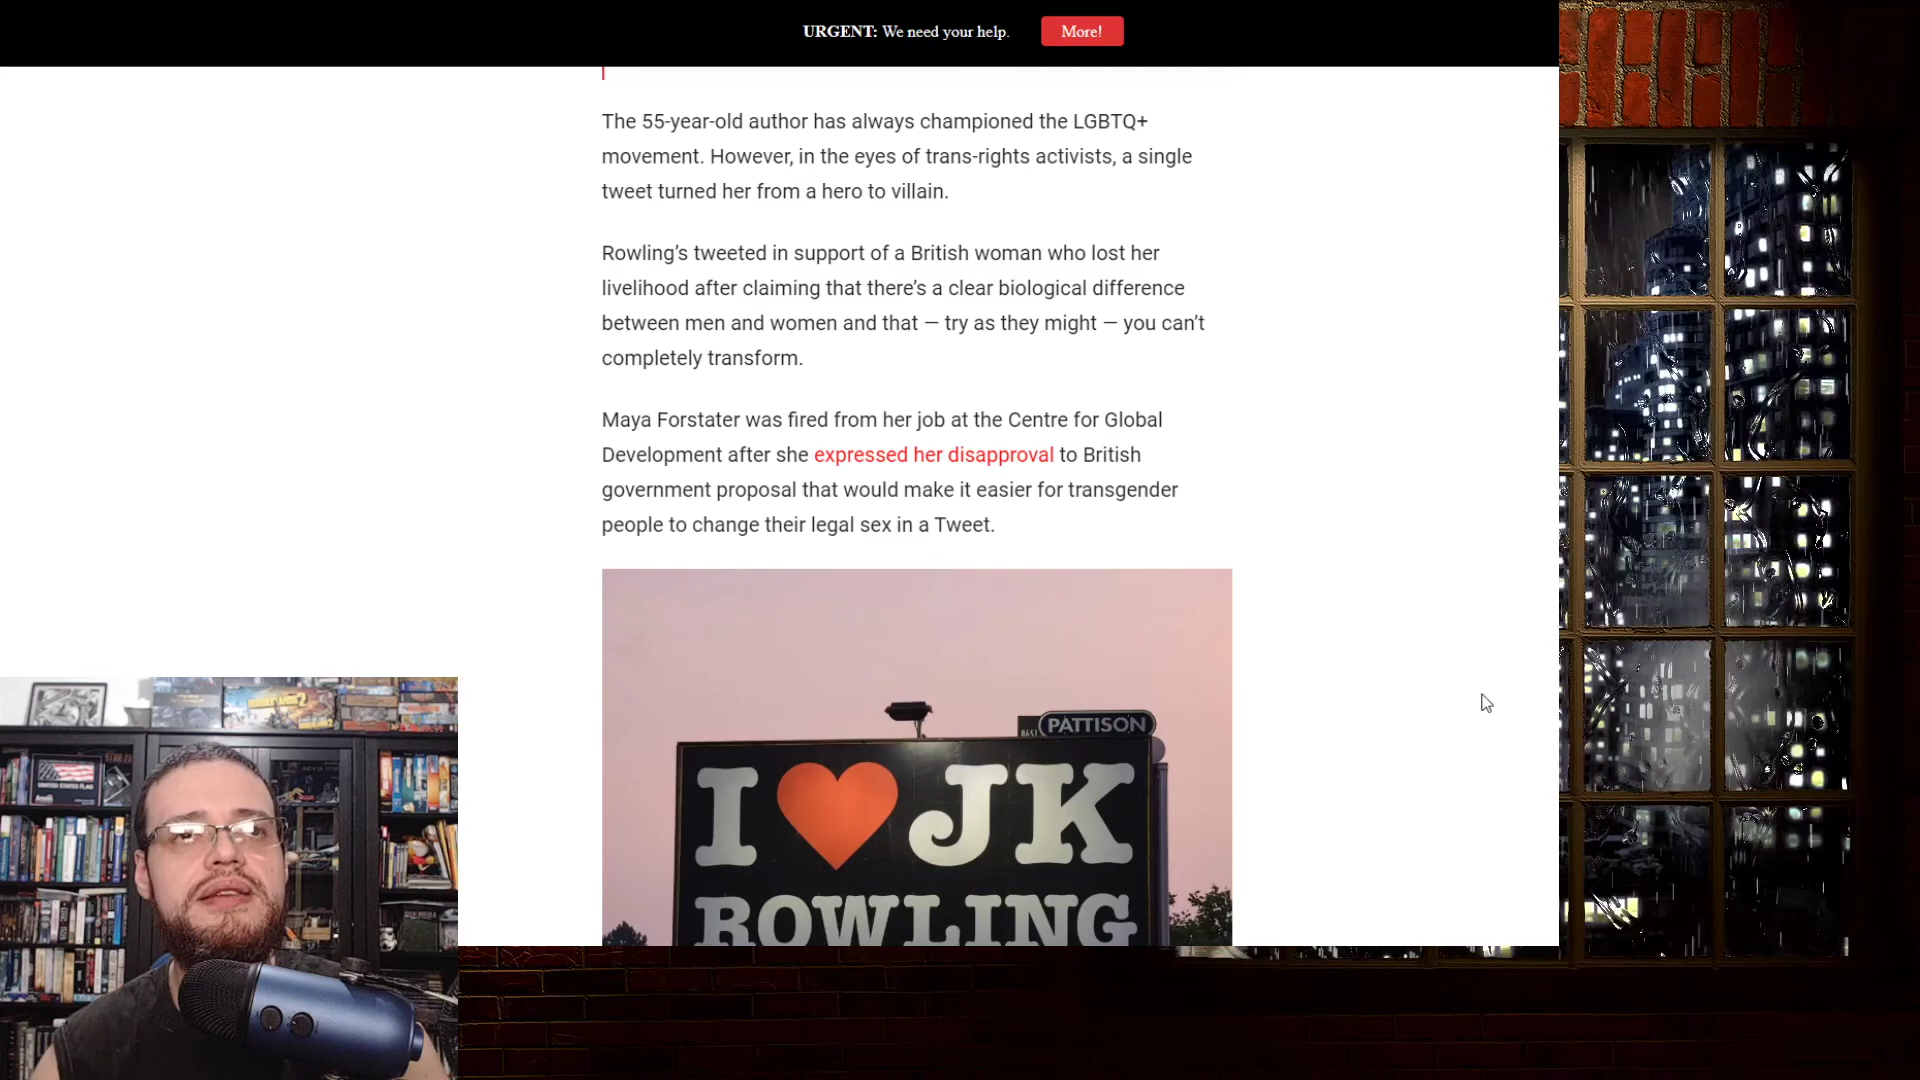 URGENT: We need your help.
More!
The 55-year-old author has always championed the LGBTQ+
movement. However, in the eyes of trans-rights activists, a single
tweet turned her from a hero to villain.
Rowling’s tweeted in support of a British woman who lost her
livelihood after claiming that there’s a clear biological difference
between men and women and that — try as they might — you can’t
completely transform.
Maya Forstater was fired from her job at the Centre for Global
Development after she expressed her disapproval to British
government proposal that would make it easier for transgender
people to change their legal sex in a Tweet.
PATTISON
I ❤ JK
ROWLING
UNITED STATES FLAG